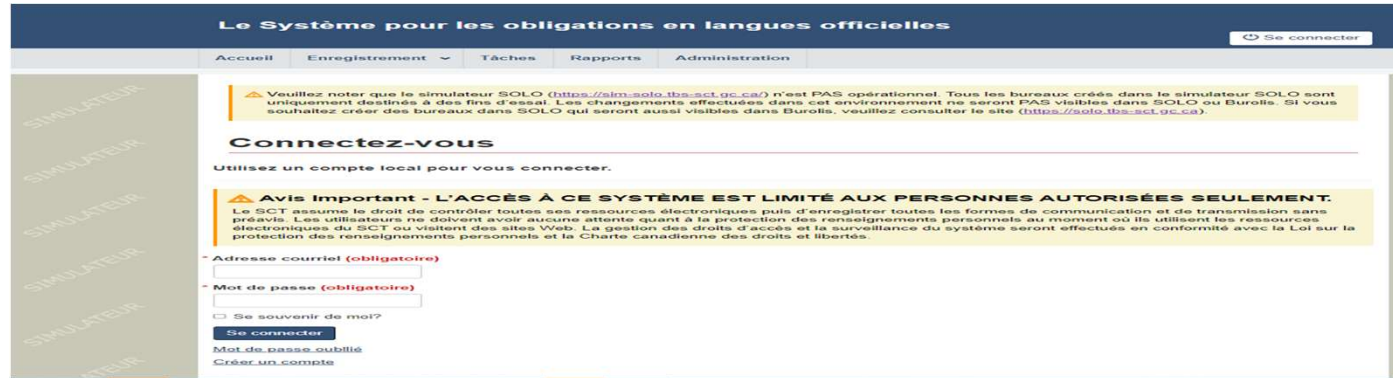 Le Système pour les obligations en langues officielles
Se connecter
Accueil Enregistrement Tâches Rapports Administration
Veuillez noter que le simulateur SOLO (https://sim-solo.tbs-sct.gc.ca/) n'est PAS opérationnel. Tous les bureaux créés dans le simulateur SOLO sont
uniquement destinés à des fins d'essai. Les changements effectuées dans cet environnement ne seront PAS visibles dans SOLO ou Burolis. Si vous
souhaitez créer des bureaux dans SOLO qui seront aussi visibles dans Burolis, veuillez consulter le site (https://solo.tbs-sct.gc.ca).
Connectez-vous
Utilisez un compte local pour vous connecter.
Avis Important - L'ACCÈS À CE SYSTÈME EST LIMITÉ AUX PERSONNES AUTORISÉES SEULEMENT.
Le SCT assume le droit de contrôler toutes ses ressources électroniques puis d'enregistrer toutes les formes de communication et de transmission sans
préavis. Les utilisateurs ne doivent avoir aucune attente quant à la protection des renseignements personnels au moment où ils utilisent les ressources
électroniques du SCT ou visitent des sites Web. La gestion des droits d'accès et la surveillance du système seront effectués en conformité avec la Loi sur la
protection des renseignements personnels et la Charte canadienne des droits et libertés.
* Adresse courriel (obligatoire)
* Mot de passe (obligatoire)
Se souvenir de moi?
Se connecter
Mot de passe oubllié
Créer un compte
SIMULATEUR
SIMULATEUR
SIMULATEUR
SIMULATEUR
SIMULATEUR
SIMULATEUR